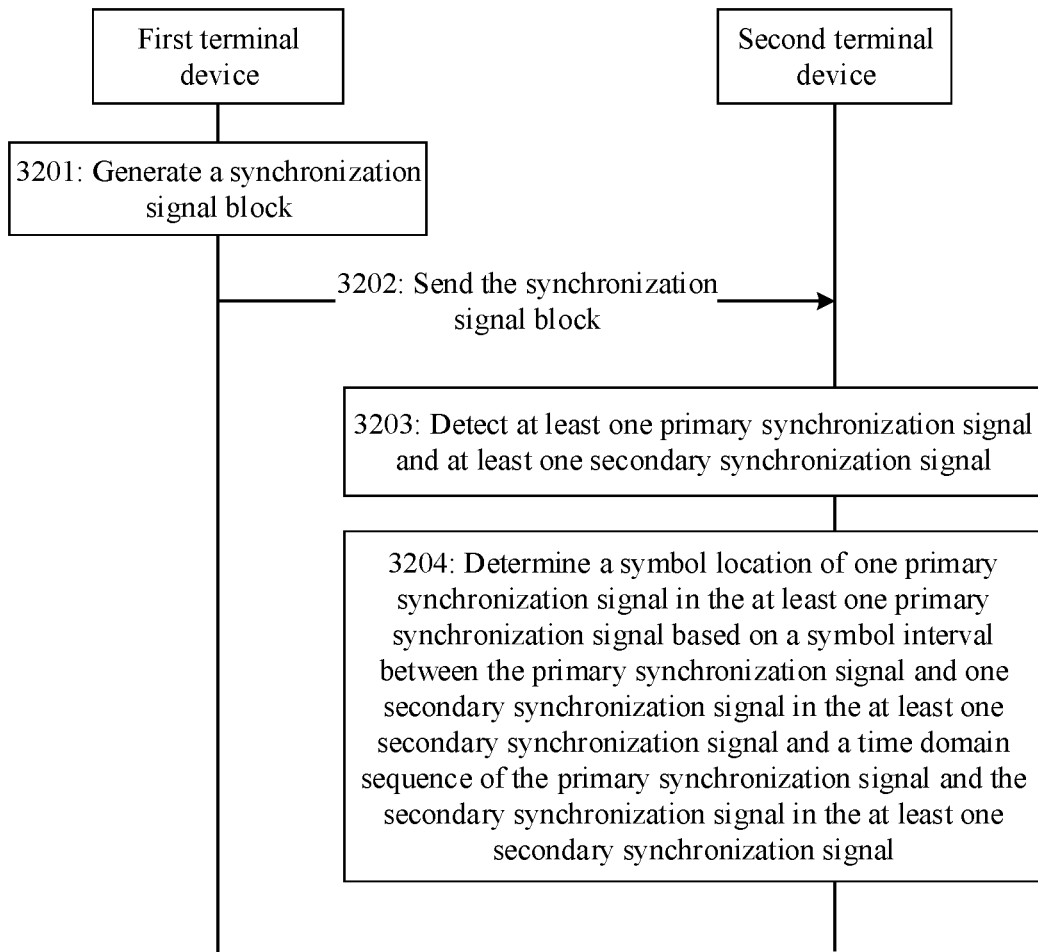 First terminal
device
Second terminal
device
3201: Generate a synchronization
signal block
3202: Send the synchronization
signal block
3203: Detect at least one primary synchronization signal
and at least one secondary synchronization signal
3204: Determine a symbol location of one primary
synchronization signal in the at least one primary
synchronization signal based on a symbol interval
between the primary synchronization signal and one
secondary synchronization signal in the at least one
secondary synchronization signal and a time domain
sequence of the primary synchronization signal and the
secondary synchronization signal in the at least one
secondary synchronization signal